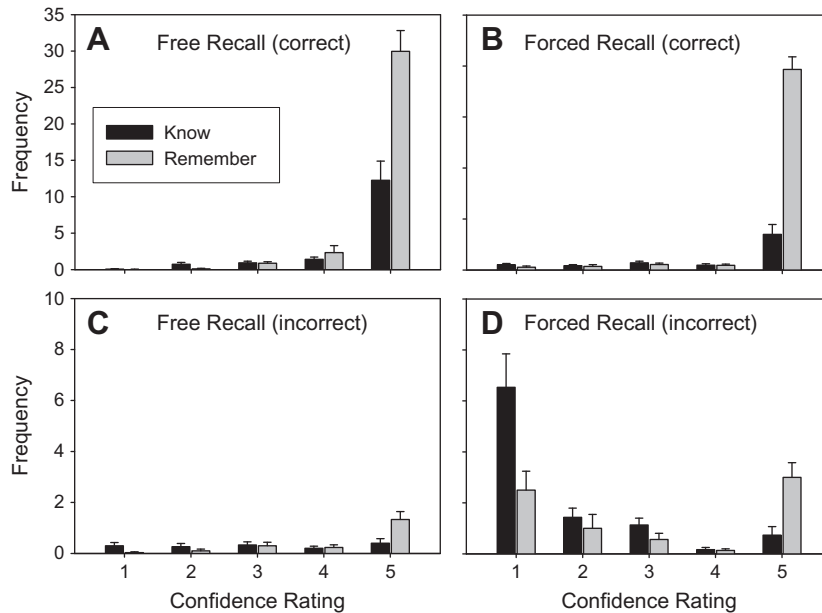 A Free Recall (correct)
B Forced Recall (correct)
35
30
25
20
15
10
5
0
Frequency
Know
Remember
C Free Recall (incorrect)
D Forced Recall (incorrect)
10
8
6
4
2
0
Frequency
1 2 3 4 5
1 2 3 4 5
Confidence Rating
Confidence Rating